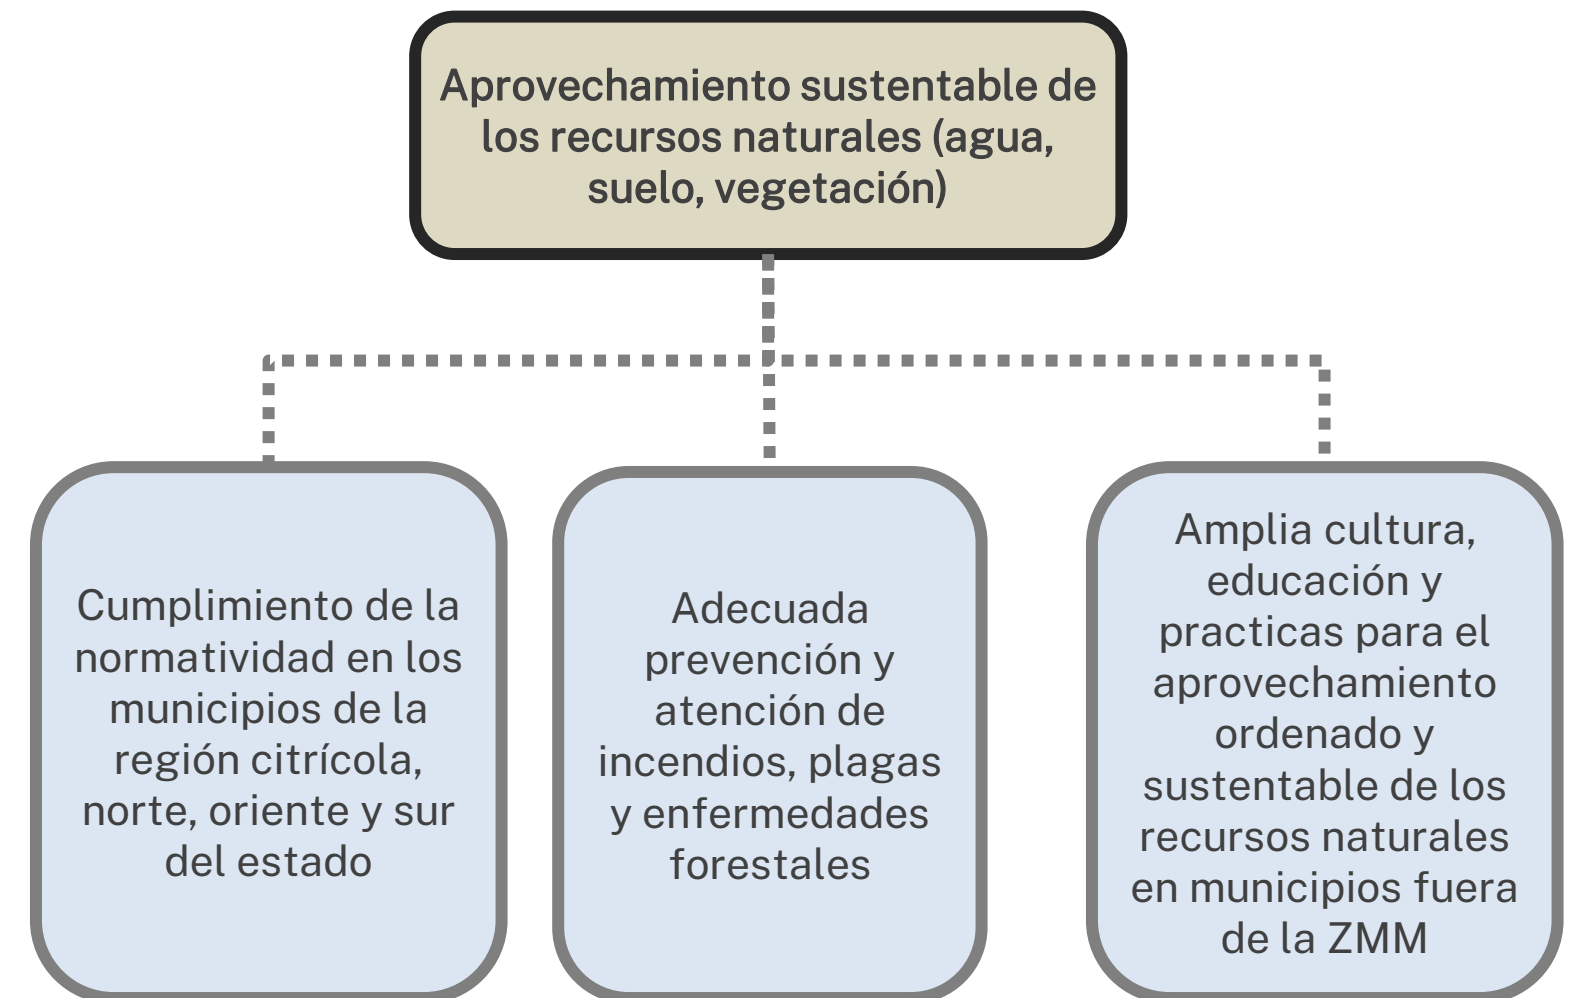 Aprovechamiento sustentable de
los recursos naturales (agua,
suelo, vegetación)
Cumplimiento de la
normatividad en los
municipios de la
región citrícola,
norte, oriente y sur
del estado
Adecuada
prevención y
atención de
incendios, plagas
y enfermedades
forestales
Amplia cultura,
educación y
practicas para el
aprovechamiento
ordenado y
sustentable de los
recursos naturales
en municipios fuera
de la ZMM